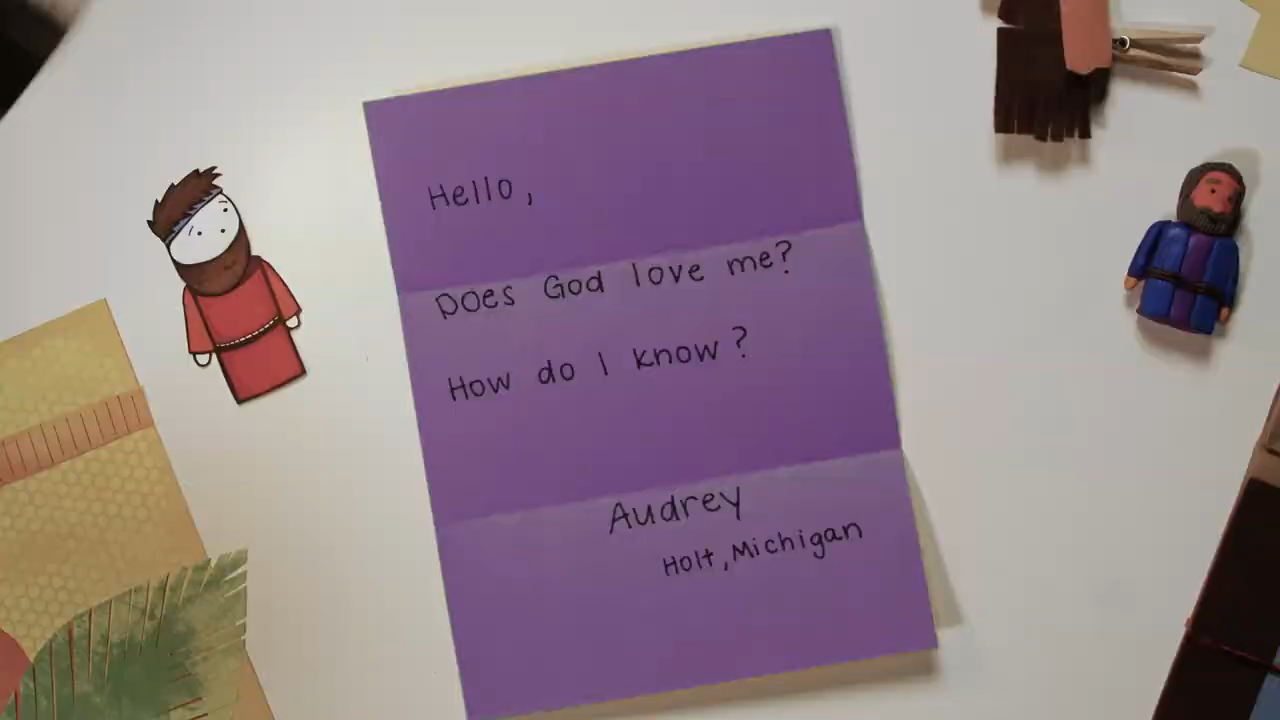 Hello,
Does God love me?
How do I know?
Audrey
Holt, Michigan